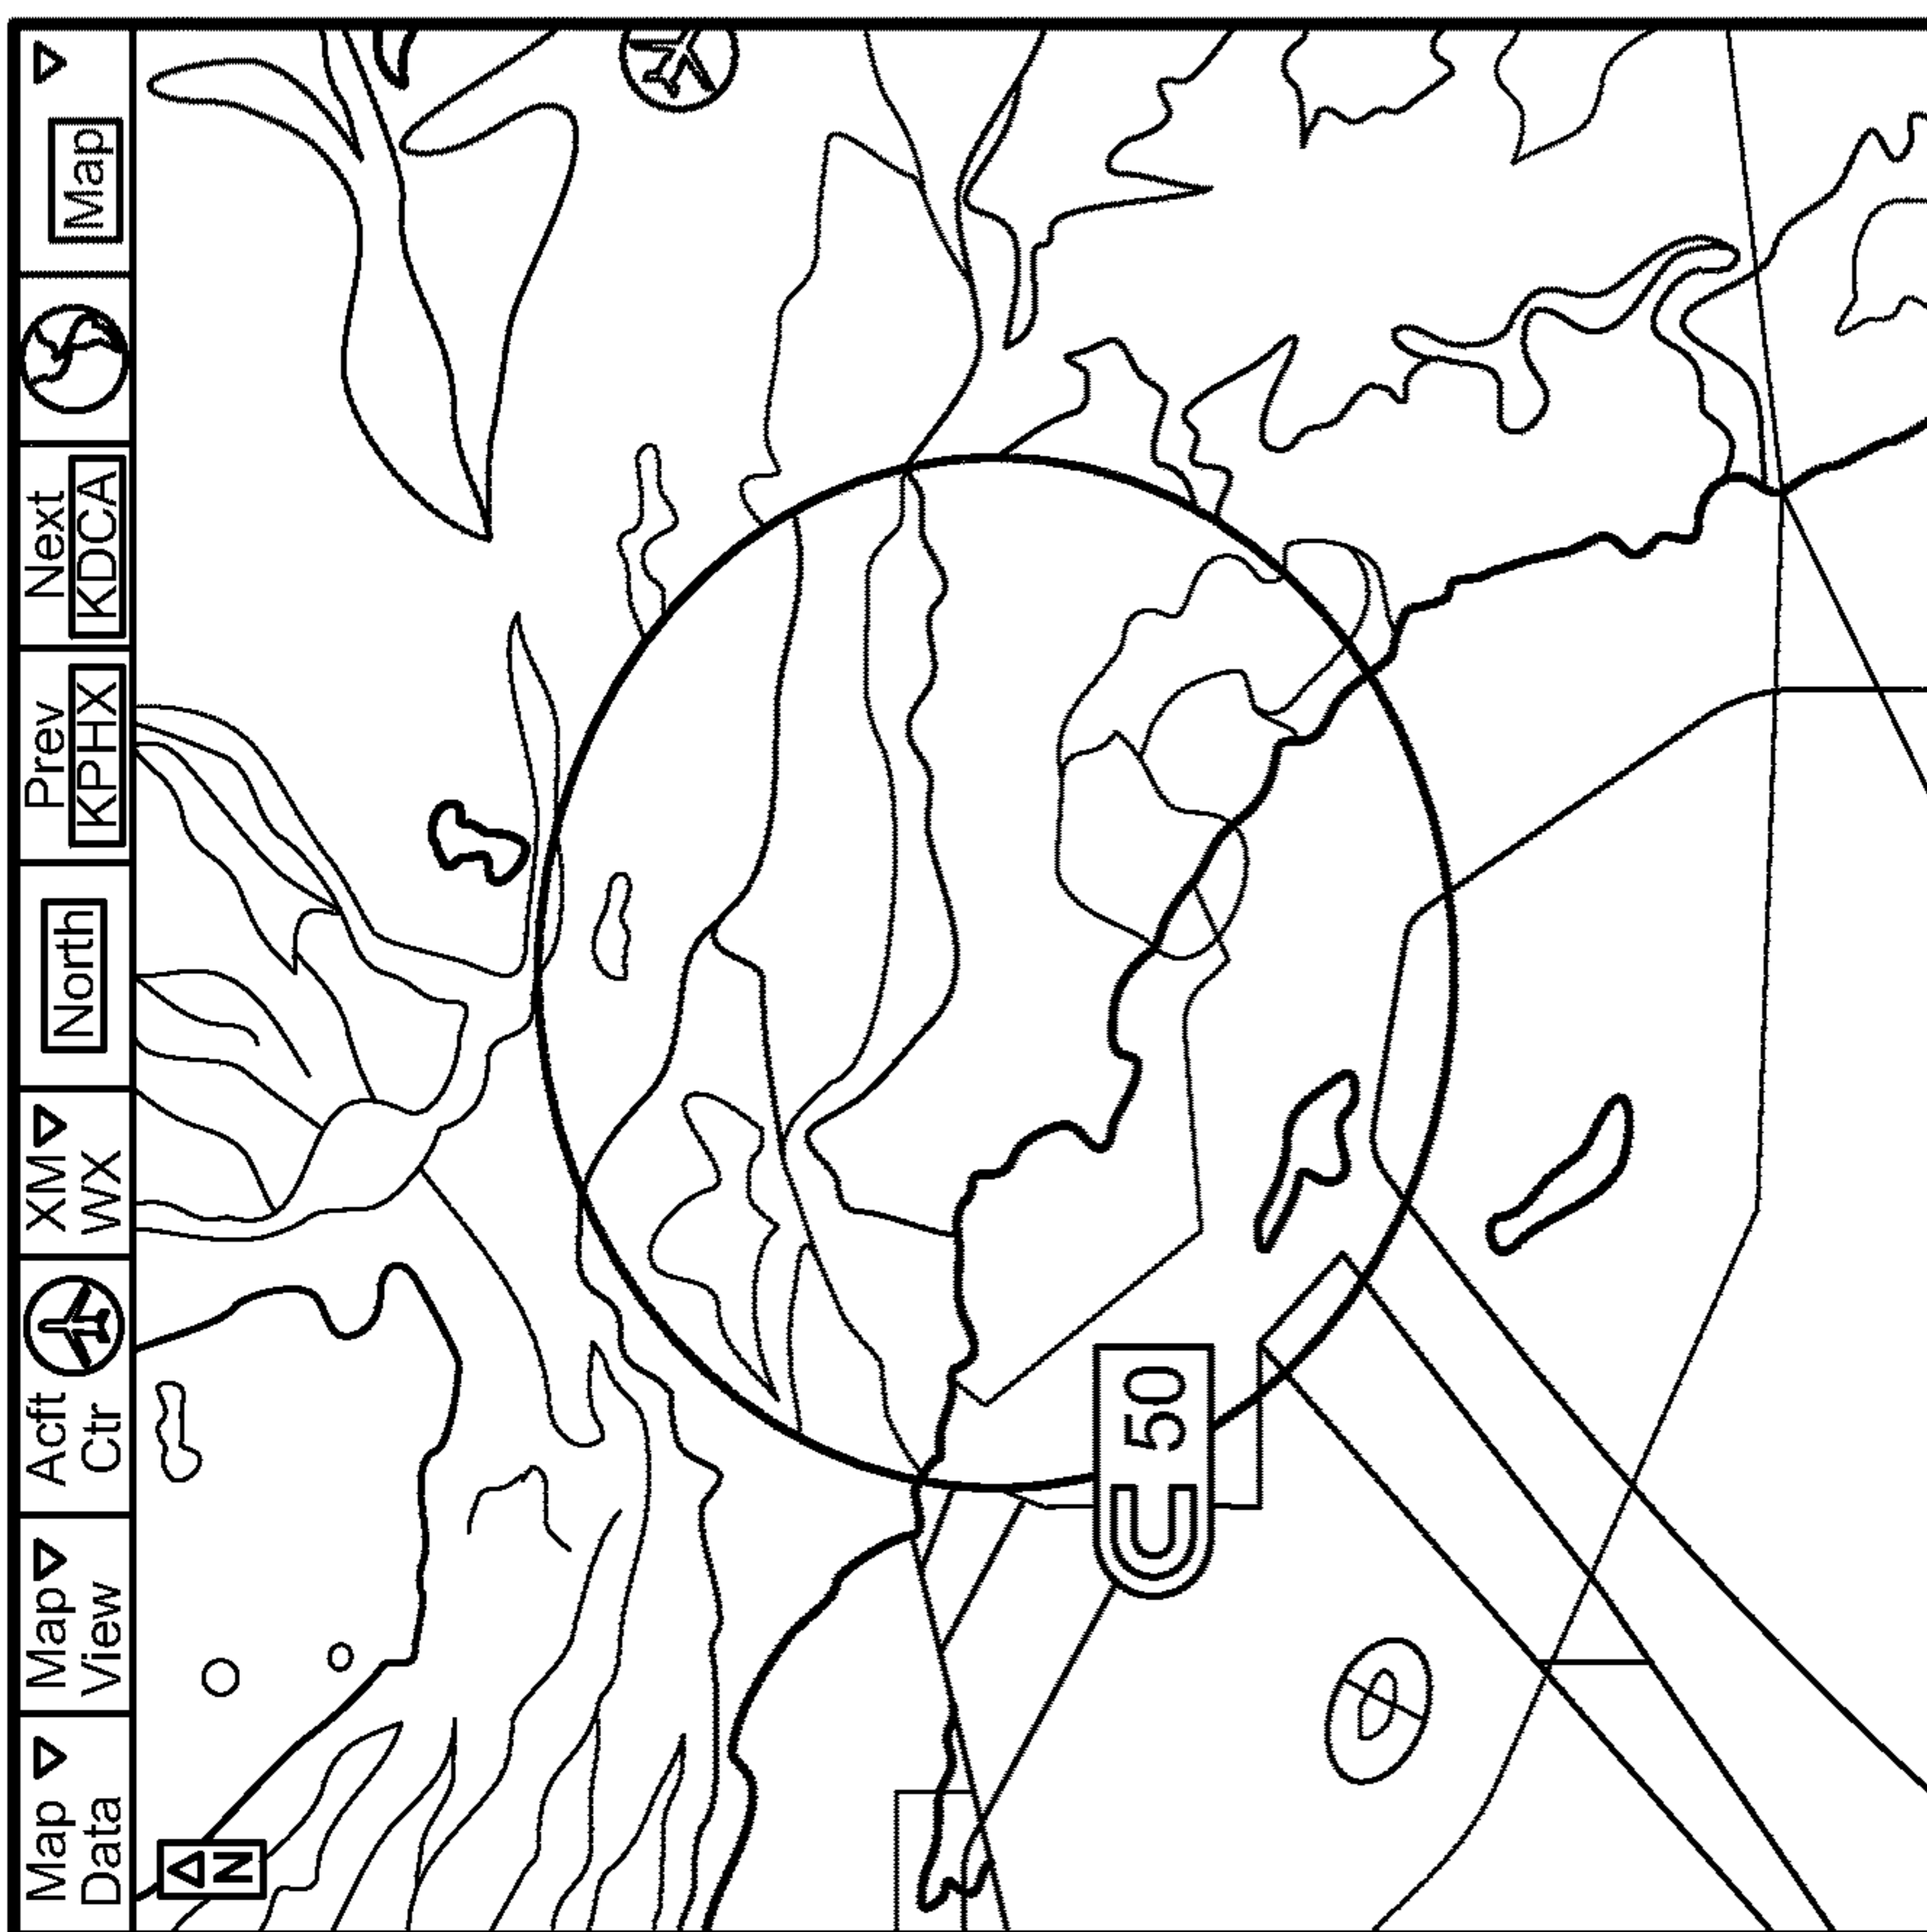 Map
Data
Map
View
Acft
Ctr
XM
WX
North
Prev
KPHX
Next
KDCA
Map
N
50